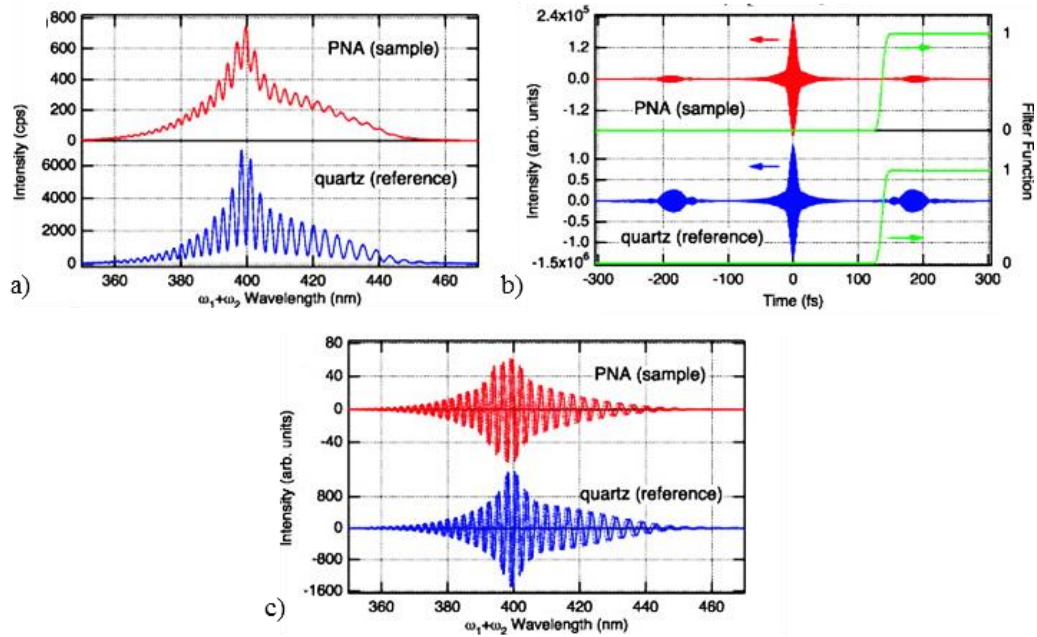 800
600
400
200
0
Intensity (cps)
PNA (sample)
6000
4000
2000
0
quartz (reference)
360 380 400 420 440 460
a)
ω1+ω2 Wavelength (nm)
2.4x10⁵
1.2
0.0
-1.2
Intensity (arb. units)
PNA (sample)
1
0
Filter Function
1.0
0.5
0.0
-0.5
-1.0
-1.5x10⁶
quartz (reference)
1
0
-300 -200 -100 0 100 200 300
b)
Time (fs)
80
40
0
-40
Intensity (arb. units)
PNA (sample)
800
0
-800
-1600
quartz (reference)
360 380 400 420 440 460
c)
ω1+ω2 Wavelength (nm)